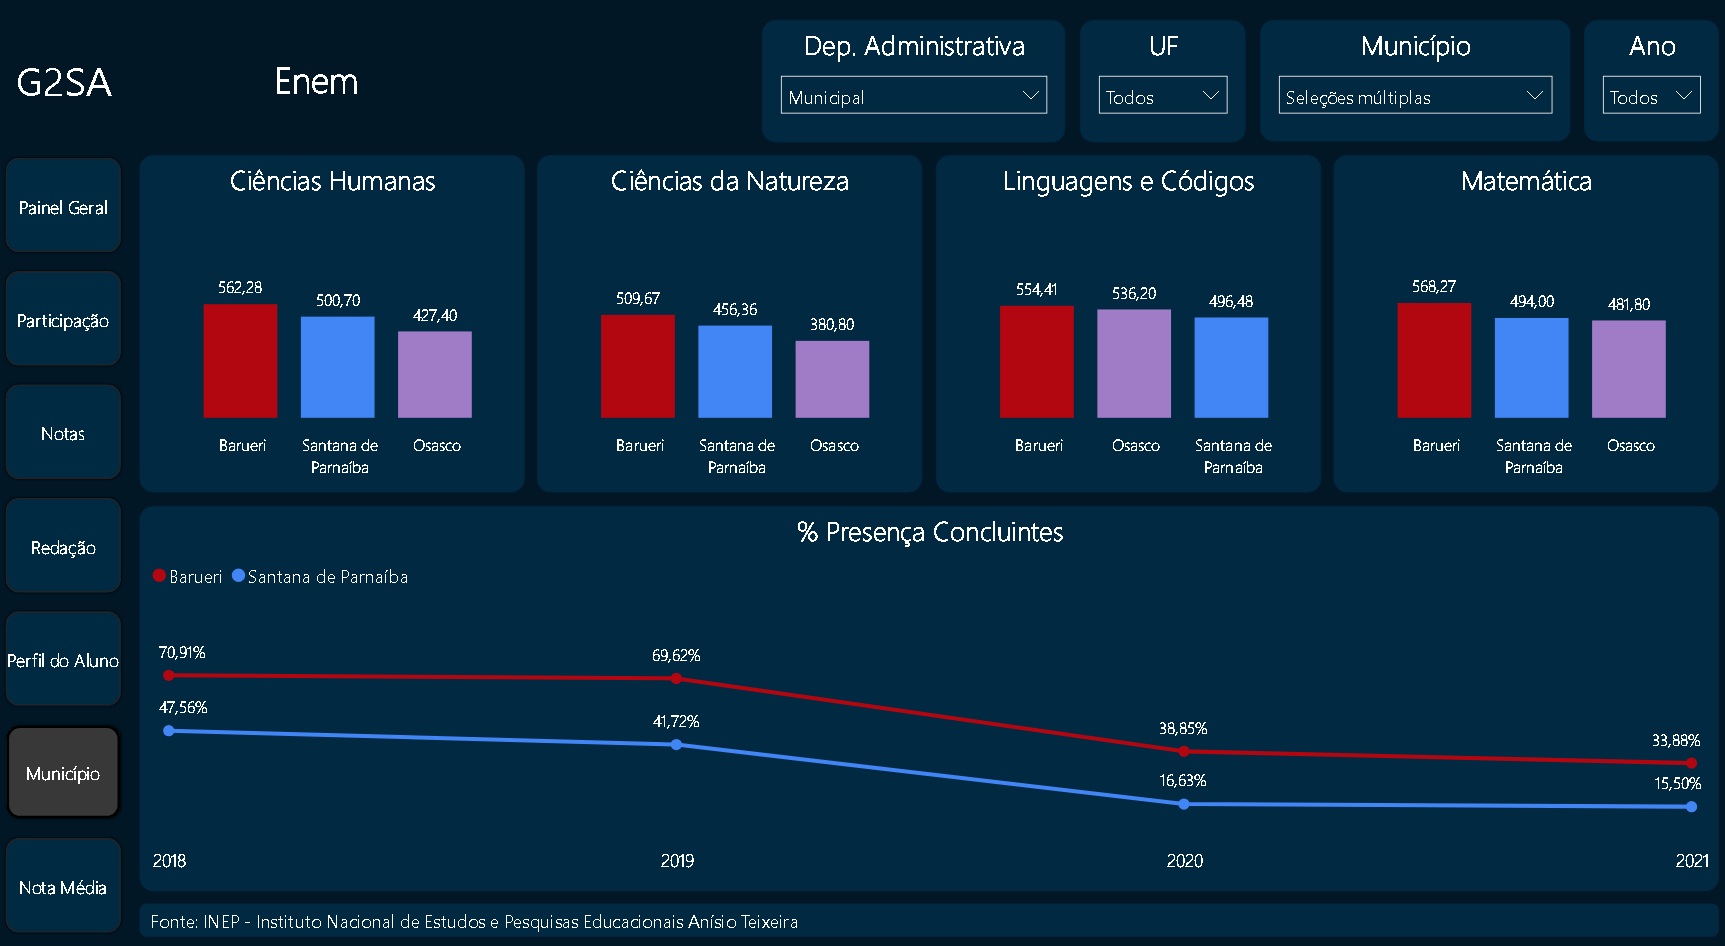 G2SA
Enem
Dep. Administrativa
Municipal
UF
Todos
Município
Seleções múltiplas
Ano
Todos
Painel Geral
Participação
Notas
Redação
Perfil do Aluno
Município
Nota Média
Ciências Humanas
562,28
500,70
427,40
Barueri
Santana de
Parnaíba
Osasco
Ciências da Natureza
509,67
456,36
380,80
Barueri
Santana de
Parnaíba
Osasco
Linguagens e Códigos
554,41
536,20
496,48
Barueri
Osasco
Santana de
Parnaíba
Matemática
568,27
494,00
481,80
Barueri
Santana de
Parnaíba
Osasco
% Presença Concluintes
Barueri
Santana de Parnaíba
70,91%
69,62%
38,85%
33,88%
47,56%
41,72%
16,63%
15,50%
2018
2019
2020
2021
Fonte: INEP - Instituto Nacional de Estudos e Pesquisas Educacionais Anísio Teixeira